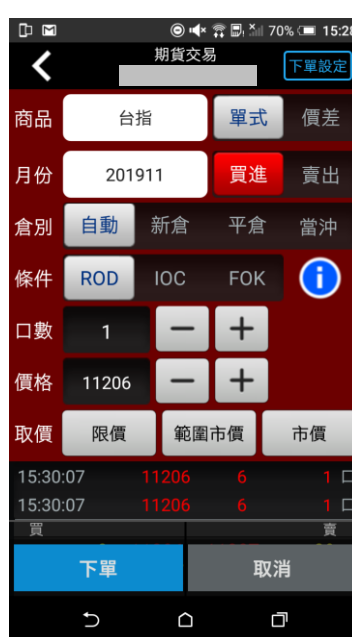 70% 15:28
期貨交易
下單設定
商品 台指 單式 價差
月份 201911 買進 賣出
倉別 自動 新倉 平倉 當沖
條件 ROD IOC FOK i
口數 1 − +
價格 11206 − +
取價 限價 範圍市價 市價
15:30:07 11206 6 1 口
15:30:07 11206 6 1 口
買 賣
下單 取消